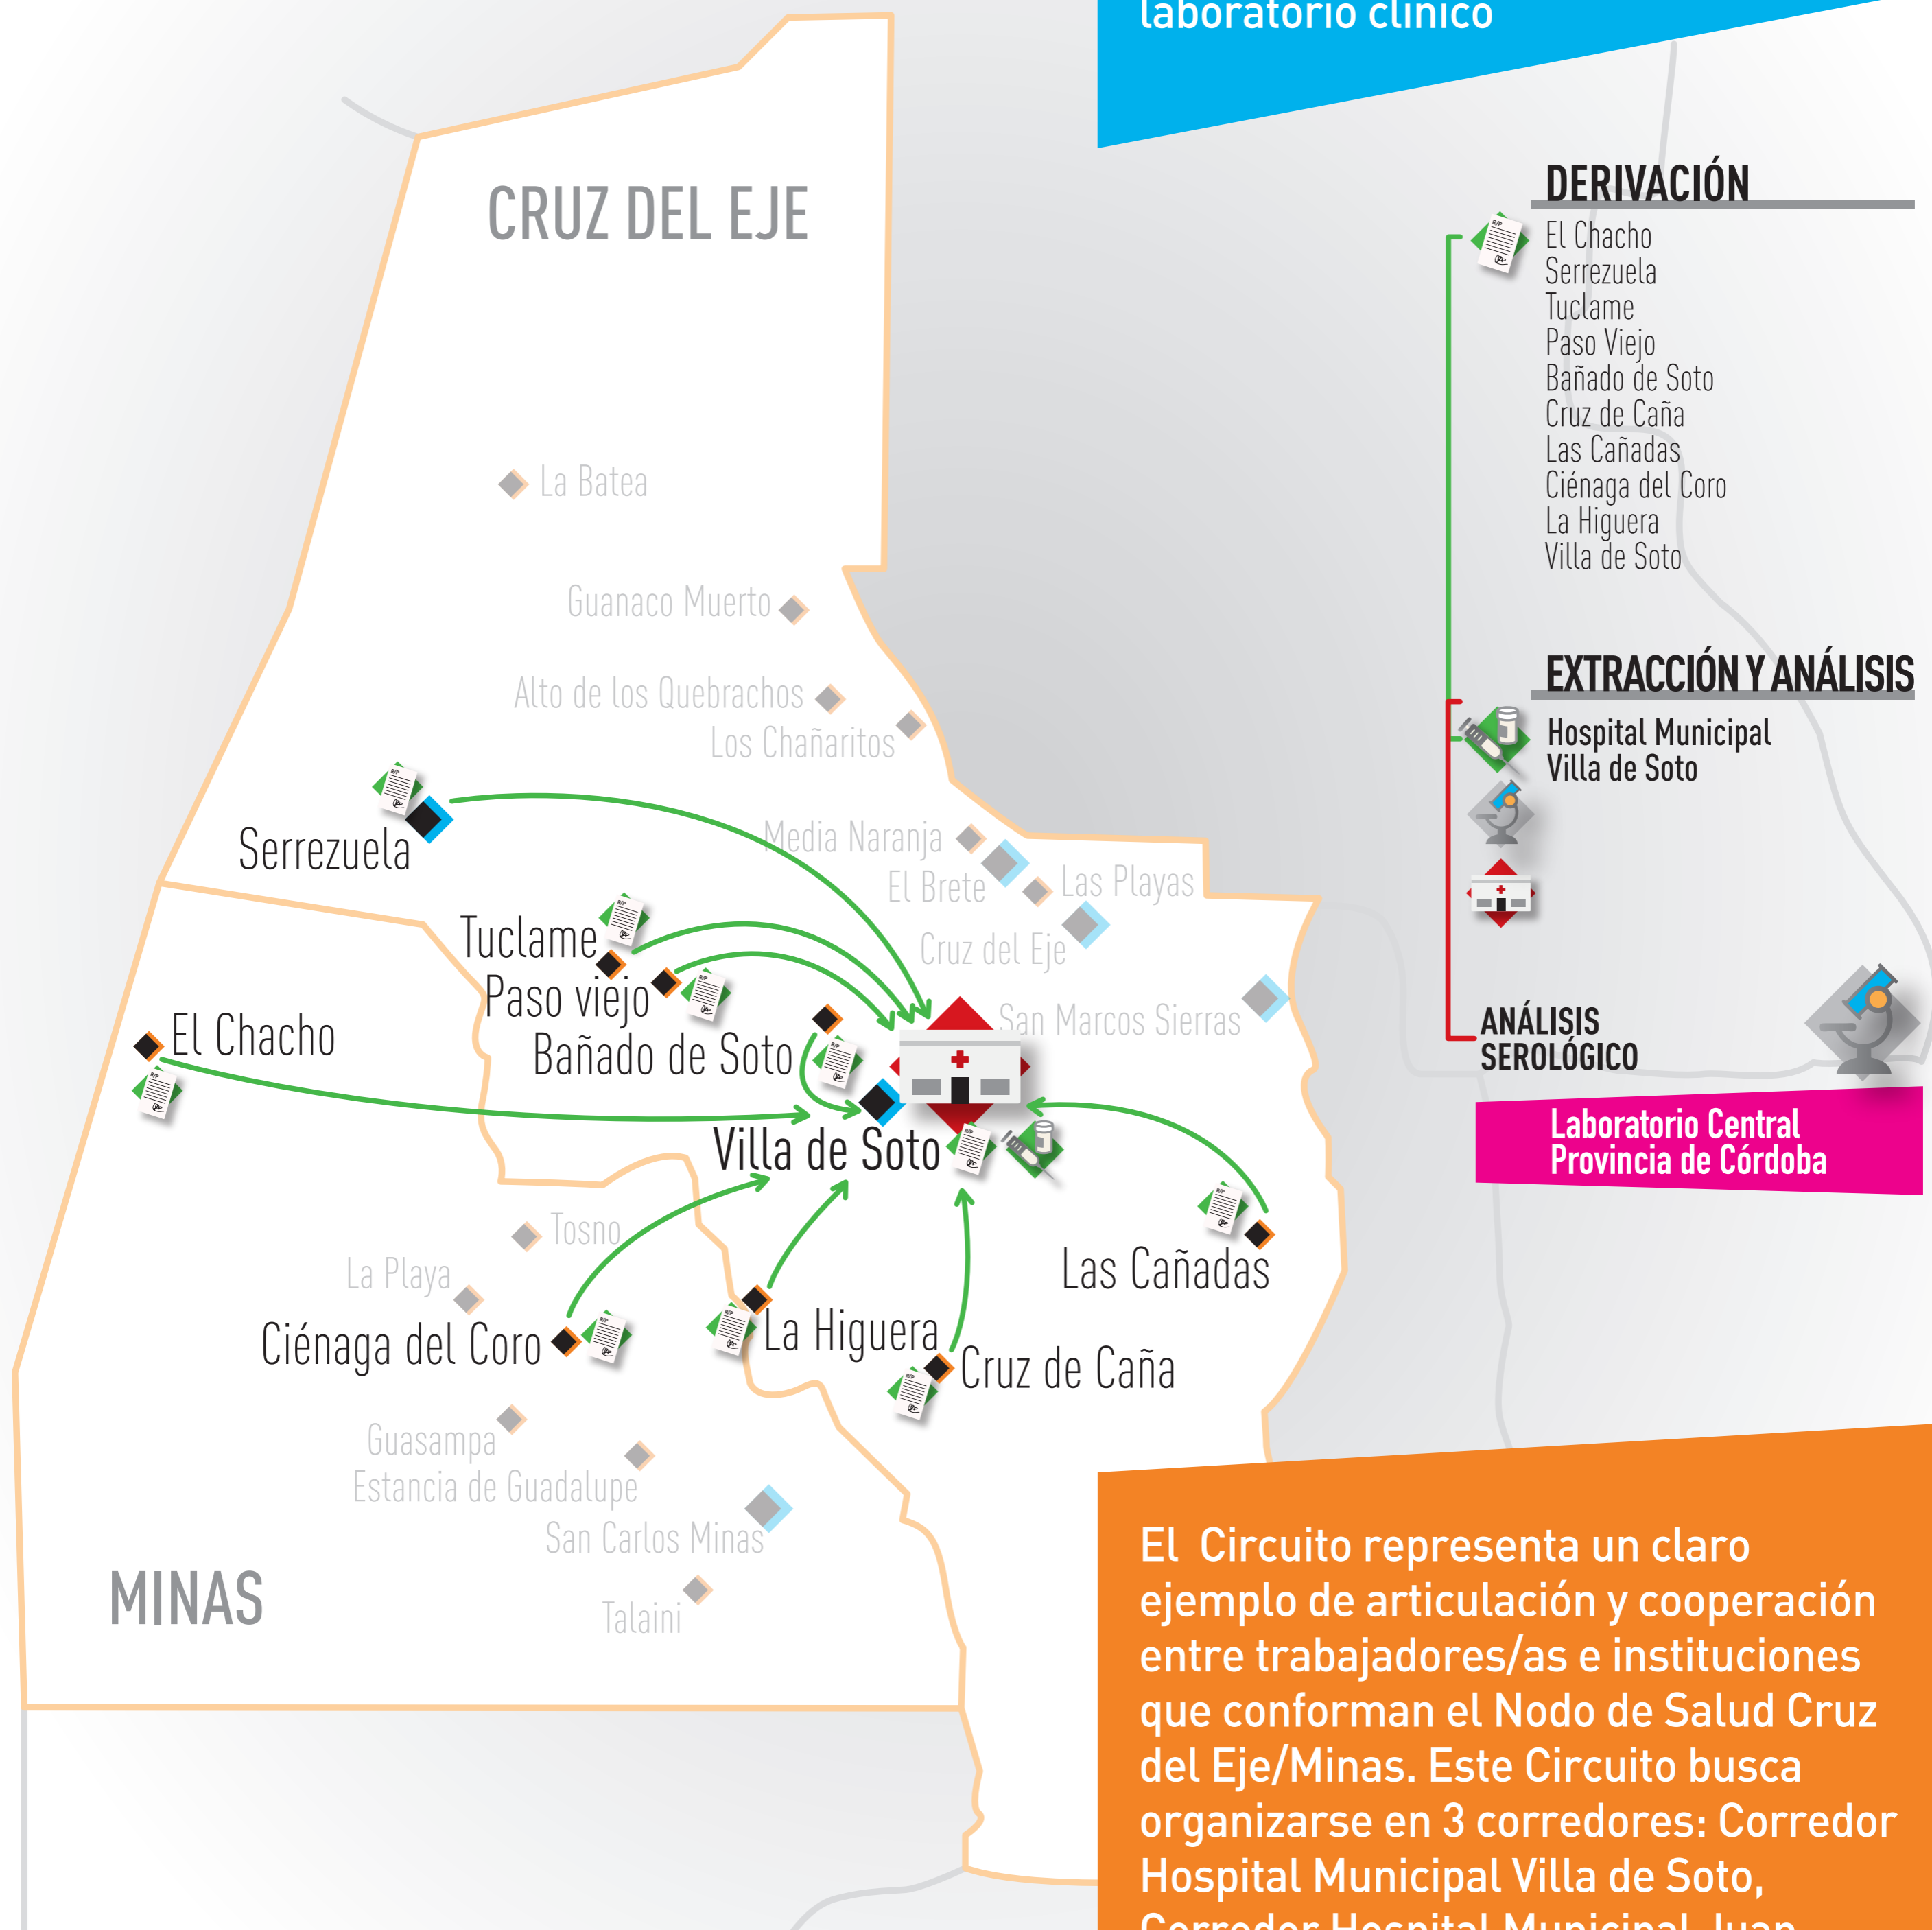 laboratorio clínico
CRUZ DEL EJE
La Batea
Guanaco Muerto
Alto de los Quebrachos
Los Chañaritos
Serrezuela
Media Naranja
El Brete
Las Playas
Cruz del Eje
Tuclame
Paso viejo
San Marcos Sierras
El Chacho
Bañado de Soto
Villa de Soto
Tosno
La Playa
Las Cañadas
Ciénaga del Coro
La Higuera
Cruz de Caña
Guasampa
Estancia de Guadalupe
San Carlos Minas
MINAS
Talaini
DERIVACIÓN
El Chacho
Serrezuela
Tuclame
Paso Viejo
Bañado de Soto
Cruz de Caña
Las Cañadas
Ciénaga del Coro
La Higuera
Villa de Soto
EXTRACCIÓN Y ANÁLISIS
Hospital Municipal
Villa de Soto
ANÁLISIS
SEROLÓGICO
Laboratorio Central
Provincia de Córdoba
El Circuito representa un claro
ejemplo de articulación y cooperación
entre trabajadores/as e instituciones
que conforman el Nodo de Salud Cruz
del Eje/Minas. Este Circuito busca
organizarse en 3 corredores: Corredor
Hospital Municipal Villa de Soto,
Corredor Hospital Municipal Juan